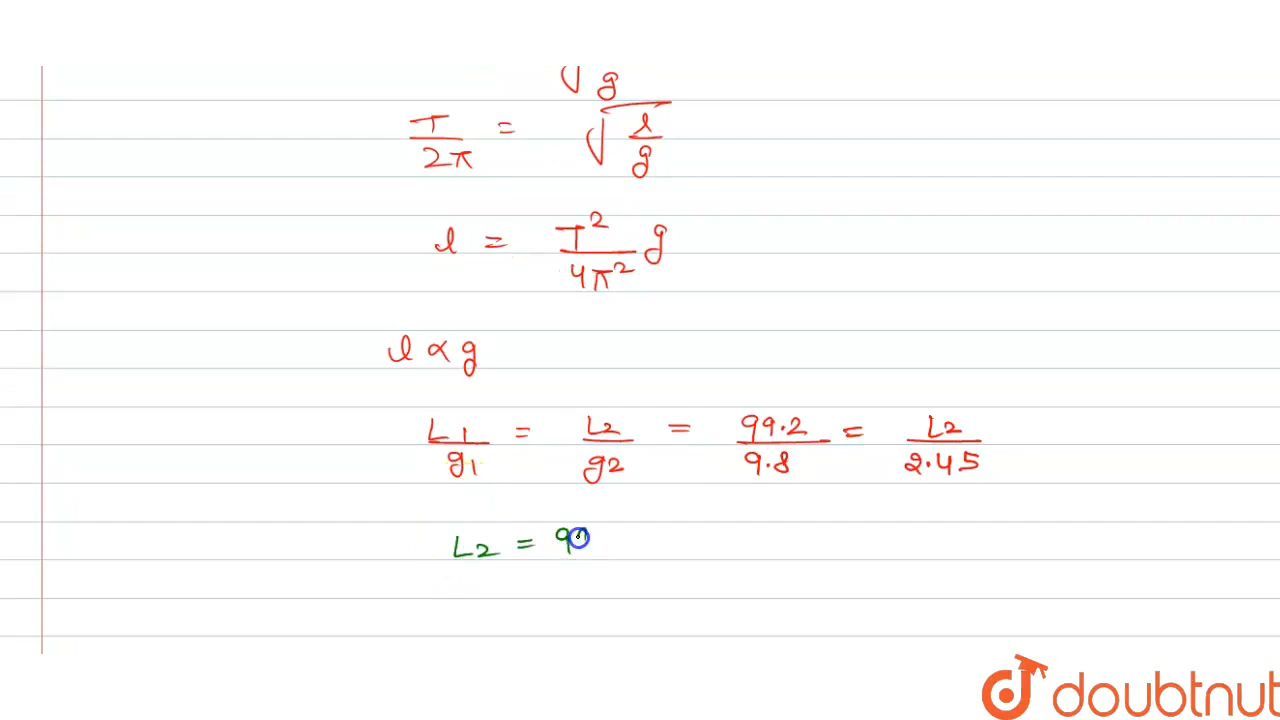 √g
T/2π = √(l/g)
l = T²/4π² g
l ∝ g
L1/g1 = L2/g2 = 99.2/9.8 = L2/2.45
L2 = 9
doubtnut